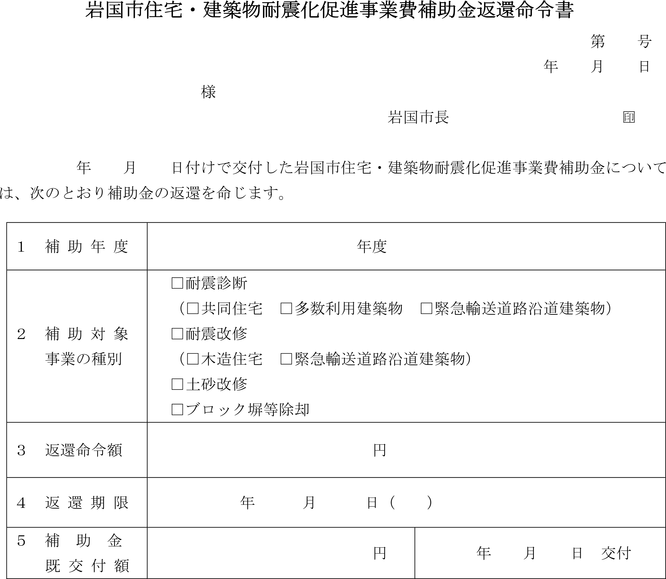 岩国市住宅・建築物耐震化促進事業費補助金返還命令書
第　　号
年　　月　　日
様
岩国市長　　　　　　　　　　　印
年　　月　　日付けで交付した岩国市住宅・建築物耐震化促進事業費補助金について
は、次のとおり補助金の返還を命じます。
1　補助年度　　年度
2　補助対象
事業の種別
□耐震診断
（□共同住宅　□多数利用建築物　□緊急輸送道路沿道建築物）
□耐震改修
（□木造住宅　□緊急輸送道路沿道建築物）
□土砂改修
□ブロック塀等除却
3　返還命令額　　円
4　返還期限　　年　　　月　　　日（　　）
5　補助金
既交付額
円
年　　月　　日　交付